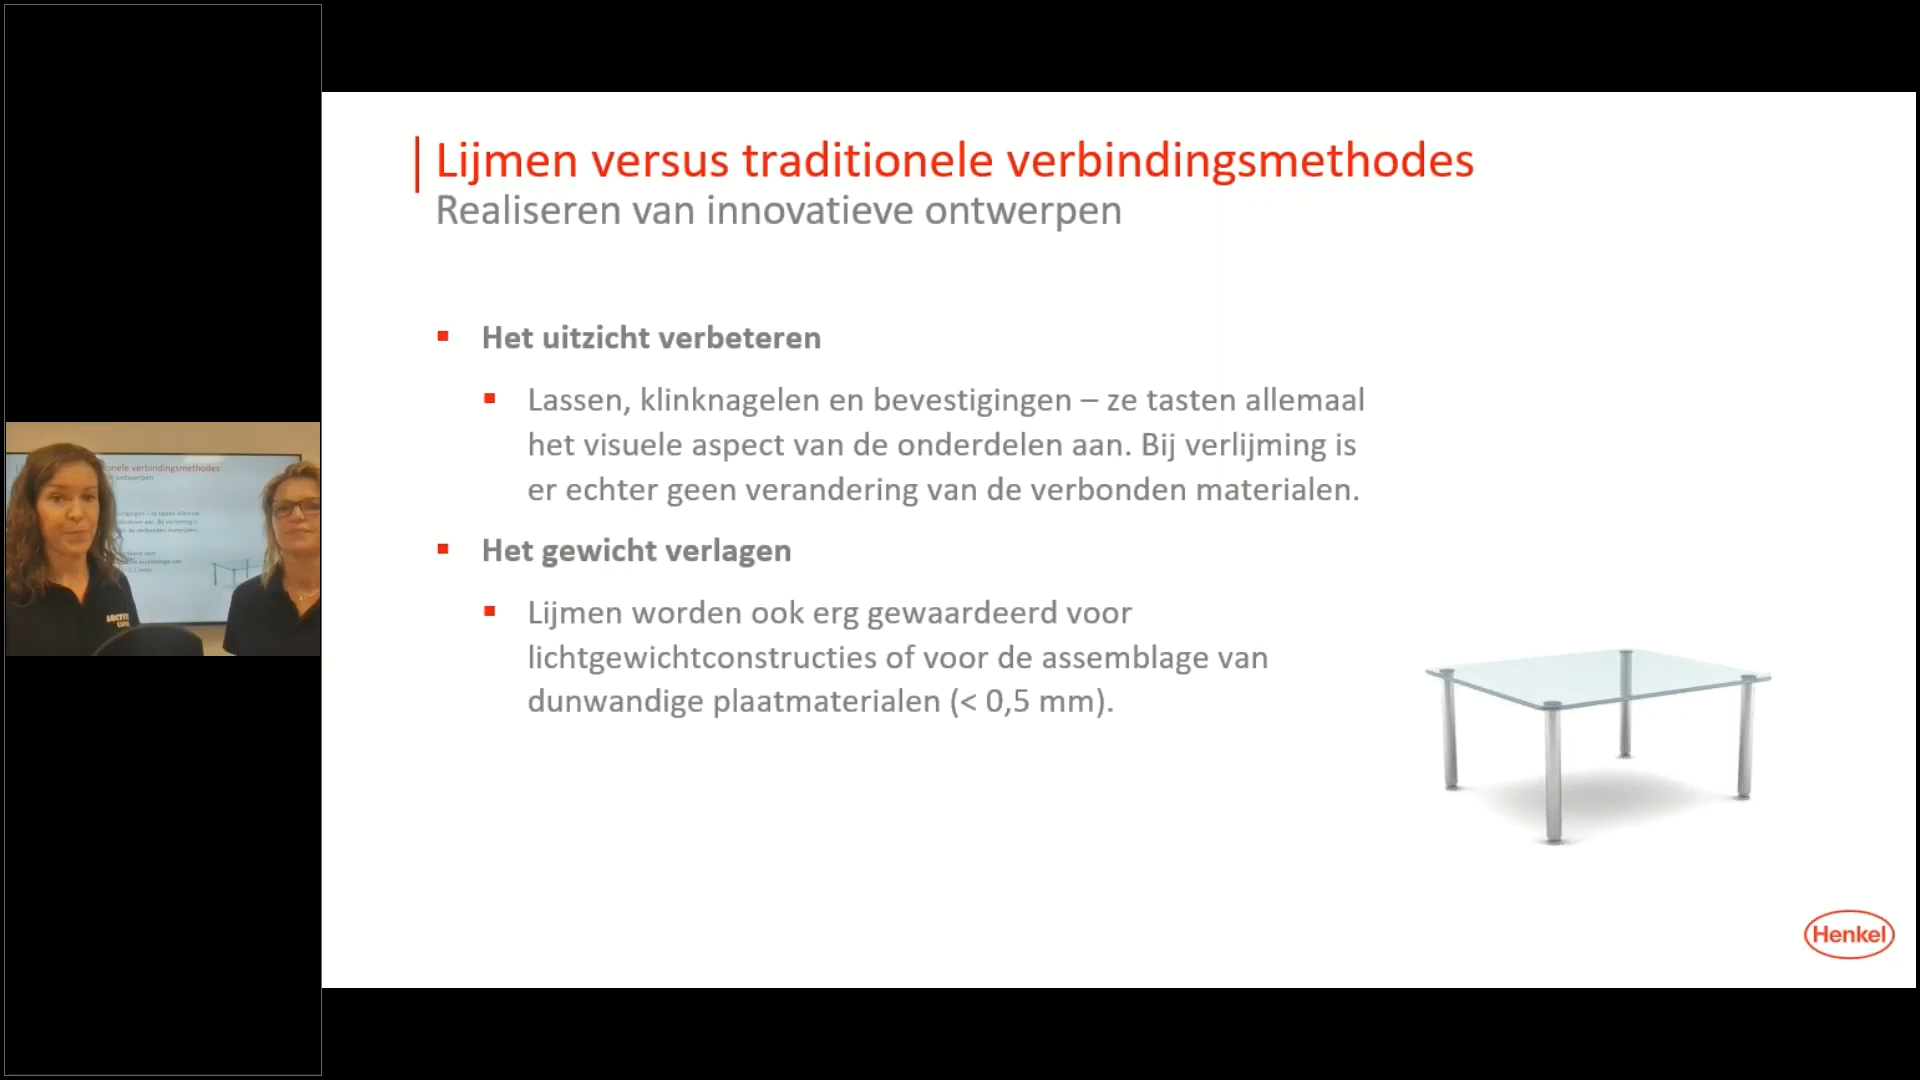 Lijmen versus traditionele verbindingsmethodes
Realiseren van innovatieve ontwerpen
Het uitzicht verbeteren
Lassen, klinknagelen en bevestigingen – ze tasten allemaal
het visuele aspect van de onderdelen aan. Bij verlijming is
er echter geen verandering van de verbonden materialen.
Het gewicht verlagen
Lijmen worden ook erg gewaardeerd voor
lichtgewichtconstructies of voor de assemblage van
dunwandige plaatmaterialen (< 0,5 mm).
Henkel
verbindingsmethodes
ontwerpen